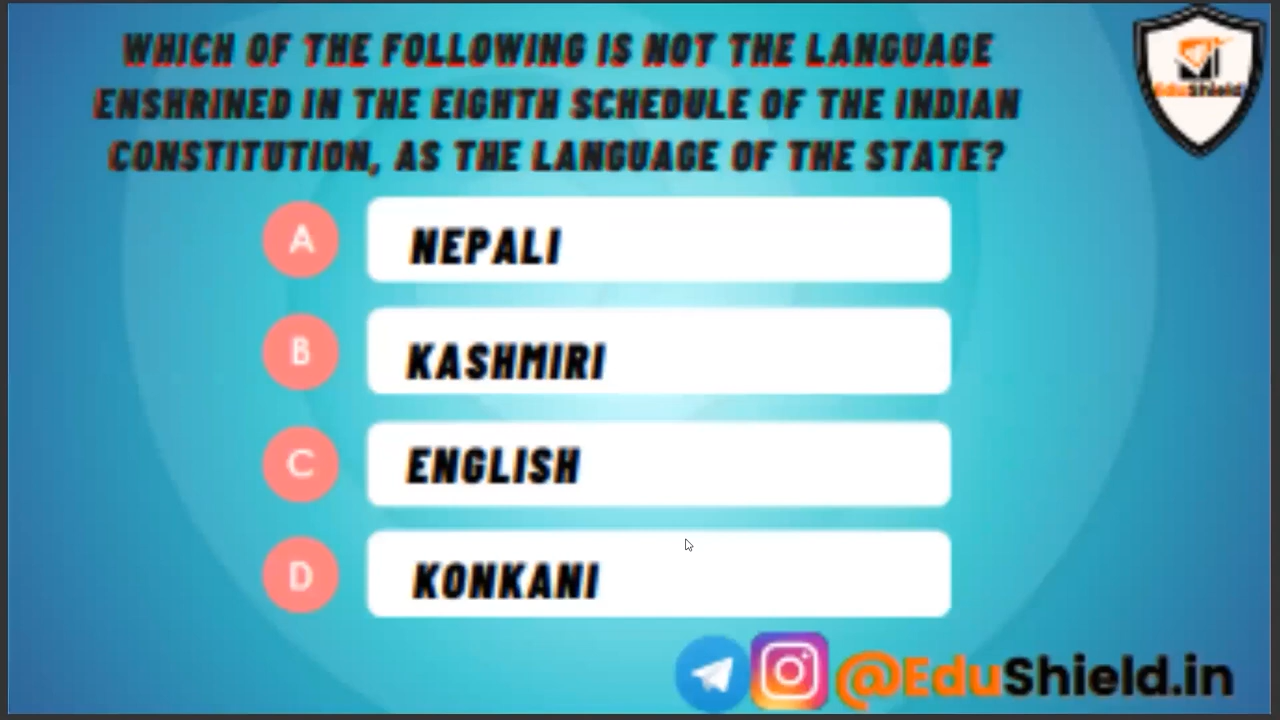 WHICH OF THE FOLLOWING IS NOT THE LANGUAGE
ENSHRINED IN THE EIGHTH SCHEDULE OF THE INDIAN
CONSTITUTION, AS THE LANGUAGE OF THE STATE?
EduShield
A NEPALI
B KASHMIRI
C ENGLISH
D KONKANI
@EduShield.in